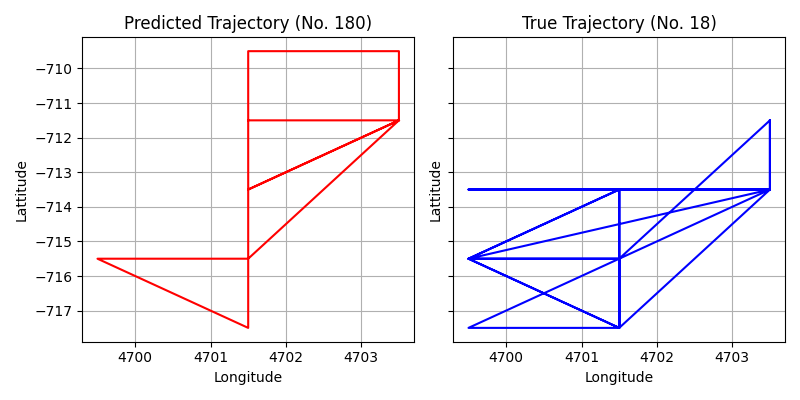 Predicted Trajectory (No. 180)
True Trajectory (No. 18)
Lattitude
−710
−711
−712
−713
−714
−715
−716
−717
4700
4701
4702
4703
Longitude
Lattitude
4700
4701
4702
4703
Longitude